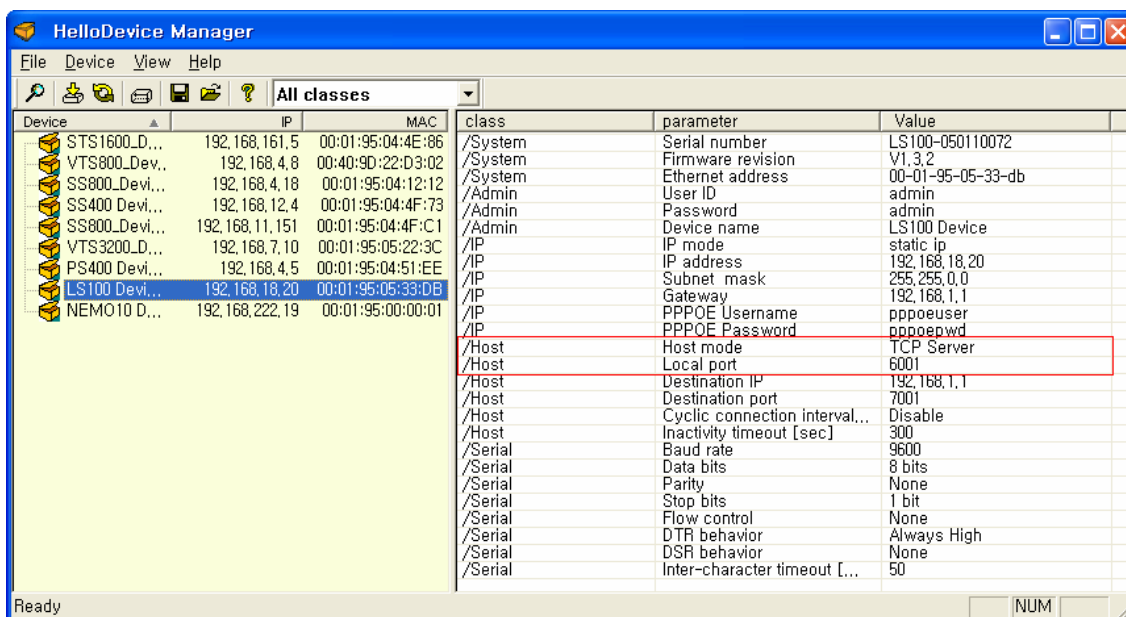 HelloDevice Manager
File Device View Help
All classes
Device IP MAC
STS1600_D... 192,168,161,5 00:01:95:04:4E:86
VTS800_Dev,, 192,168,4,8 00:40:9D:22:D3:02
SS800_Devi... 192,168,4,18 00:01:95:04:12:12
SS400 Devi... 192,168,12,4 00:01:95:04:4F:73
SS800_Devi... 192,168,11,151 00:01:95:04:4F:C1
VTS3200_D... 192,168,7,10 00:01:95:05:22:3C
PS400 Devi... 192,168,4,5 00:01:95:04:51:EE
LS100 Devi... 192,168,18,20 00:01:95:05:33:DB
NEMO10 D... 192,168,222,19 00:01:95:00:00:01
class parameter Value
/System Serial number LS100-050110072
/System Firmware revision V1,3,2
/System Ethernet address 00-01-95-05-33-db
/Admin User ID admin
/Admin Password admin
/Admin Device name LS100 Device
/IP IP mode static ip
/IP IP address 192,168,18,20
/IP Subnet mask 255,255,0,0
/IP Gateway 192,168,1,1
/IP PPPOE Username pppoeuser
/IP PPPOE Password pppoepwd
/Host Host mode TCP Server
/Host Local port 6001
/Host Destination IP 192,168,1,1
/Host Destination port 7001
/Host Cyclic connection interval... Disable
/Host Inactivity timeout [sec] 300
/Serial Baud rate 9600
/Serial Data bits 8 bits
/Serial Parity None
/Serial Stop bits 1 bit
/Serial Flow control None
/Serial DTR behavior Always High
/Serial DSR behavior None
/Serial Inter-character timeout [... 50
Ready NUM